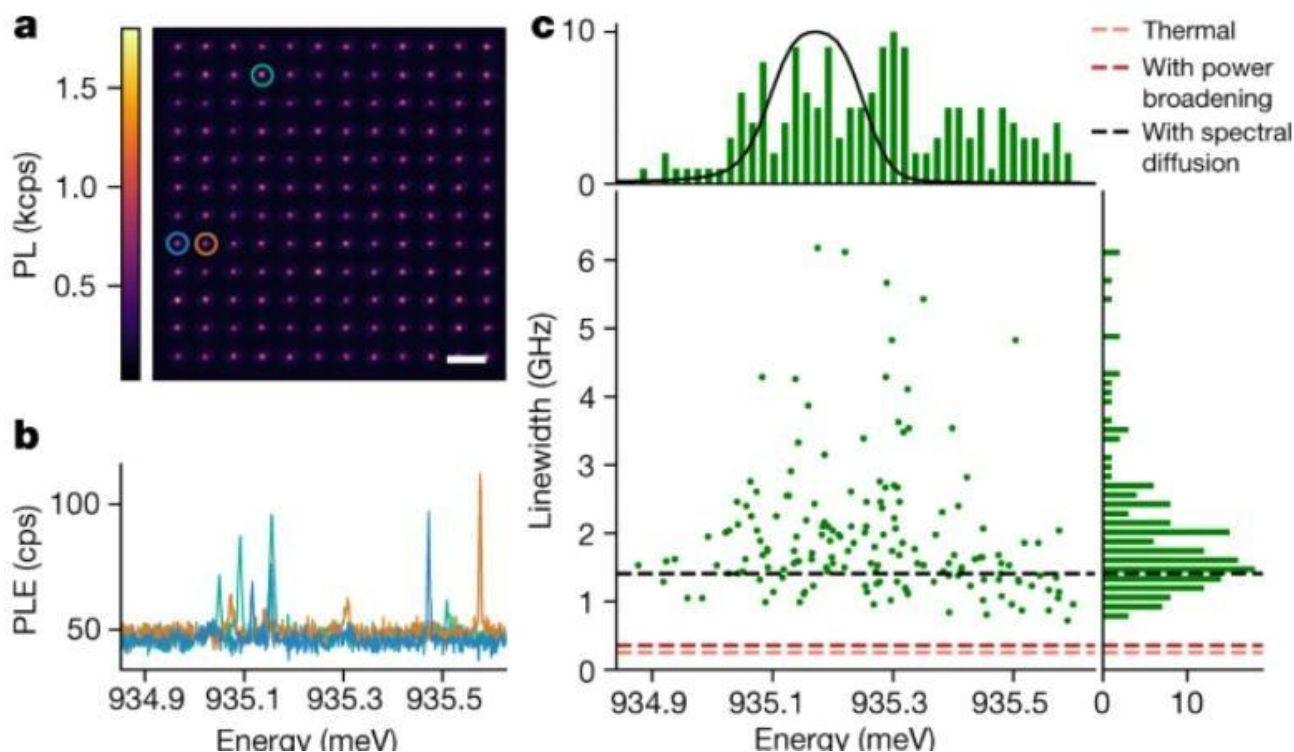 a
PL (kcps)
1.5
1.0
0.5
b
PLE (cps)
100
50
934.9
935.1
935.3
935.5
Energy (meV)
c
10
0
Thermal
With power
broadening
With spectral
diffusion
Linewidth (GHz)
6
5
4
3
2
1
0
934.9
935.1
935.3
935.5
Energy (meV)
0
10